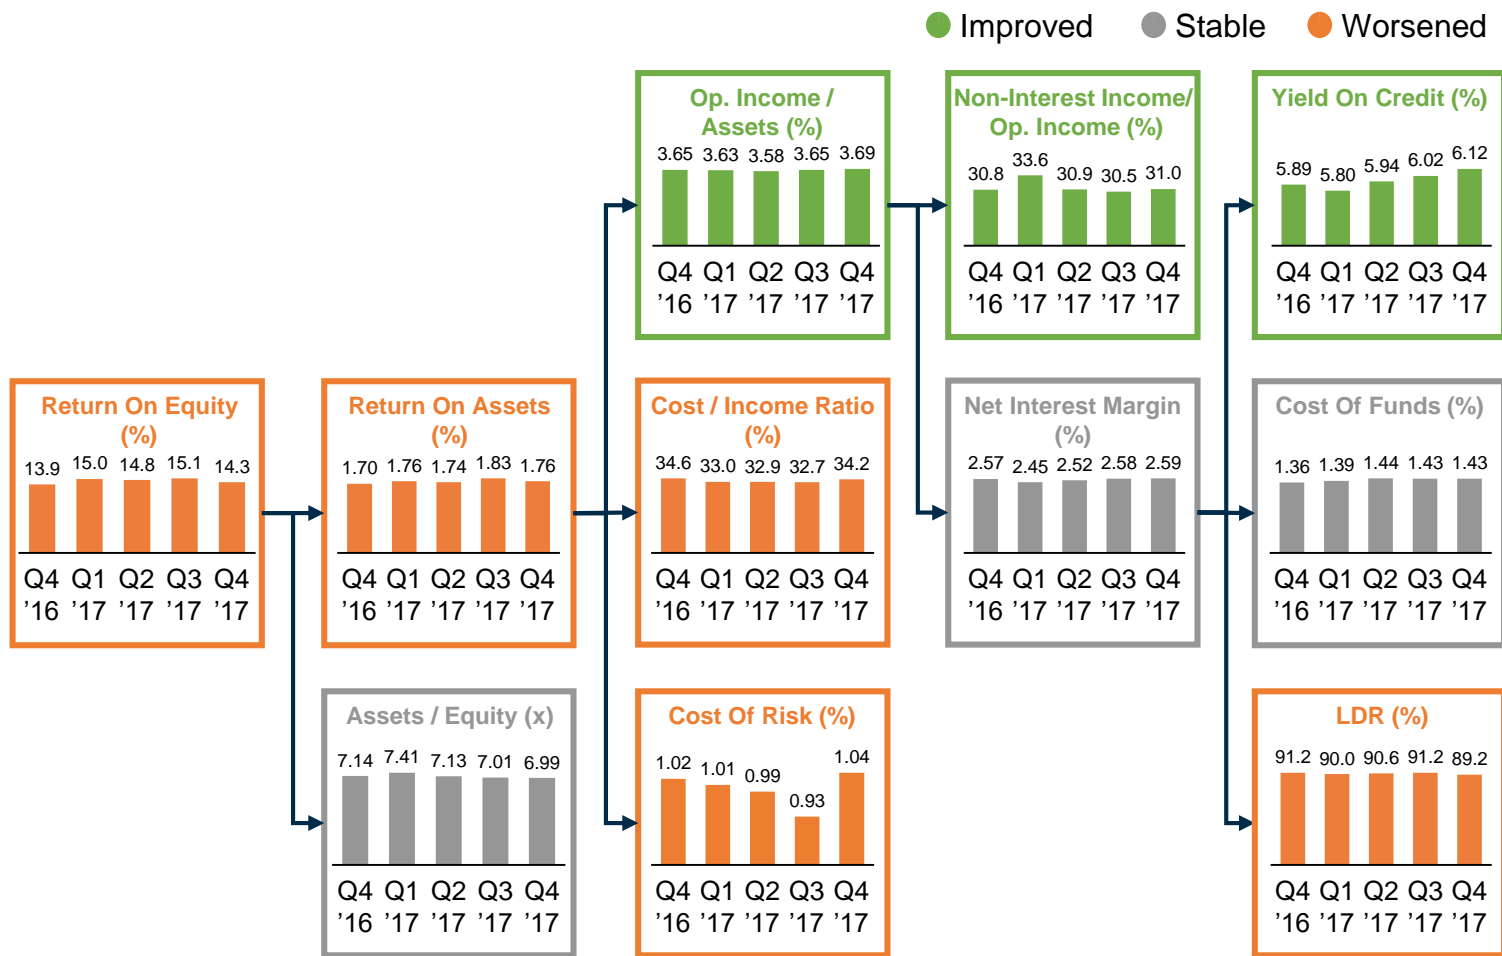 Improved Stable Worsened
Op. Income /
Assets (%)
3.65 3.63 3.58 3.65 3.69
Q4 Q1 Q2 Q3 Q4
’16 ’17 ’17 ’17 ’17
Non-Interest Income/
Op. Income (%)
30.8 33.6 30.9 30.5 31.0
Q4 Q1 Q2 Q3 Q4
’16 ’17 ’17 ’17 ’17
Yield On Credit (%)
5.89 5.80 5.94 6.02 6.12
Q4 Q1 Q2 Q3 Q4
’16 ’17 ’17 ’17 ’17
Return On Equity
(%)
13.9 15.0 14.8 15.1 14.3
Q4 Q1 Q2 Q3 Q4
’16 ’17 ’17 ’17 ’17
Return On Assets
(%)
1.70 1.76 1.74 1.83 1.76
Q4 Q1 Q2 Q3 Q4
’16 ’17 ’17 ’17 ’17
Cost / Income Ratio
(%)
34.6 33.0 32.9 32.7 34.2
Q4 Q1 Q2 Q3 Q4
’16 ’17 ’17 ’17 ’17
Net Interest Margin
(%)
2.57 2.45 2.52 2.58 2.59
Q4 Q1 Q2 Q3 Q4
’16 ’17 ’17 ’17 ’17
Cost Of Funds (%)
1.36 1.39 1.44 1.43 1.43
Q4 Q1 Q2 Q3 Q4
’16 ’17 ’17 ’17 ’17
Assets / Equity (x)
7.14 7.41 7.13 7.01 6.99
Q4 Q1 Q2 Q3 Q4
’16 ’17 ’17 ’17 ’17
Cost Of Risk (%)
1.02 1.01 0.99 0.93 1.04
Q4 Q1 Q2 Q3 Q4
’16 ’17 ’17 ’17 ’17
LDR (%)
91.2 90.0 90.6 91.2 89.2
Q4 Q1 Q2 Q3 Q4
’16 ’17 ’17 ’17 ’17